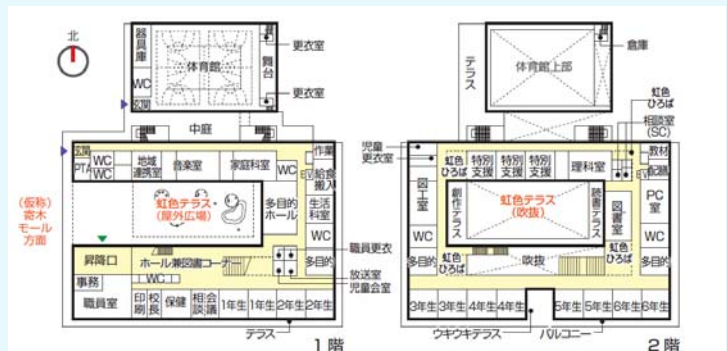 北
器具庫
WC
玄関
体育館
舞台
更衣室
更衣室
中庭
玄関
PTA
WC
WC
地域連携室
音楽室
家庭科室
WC
作業
EV
給食搬入
虹色テラス
(屋外広場)
多目的ホール
生活科室
WC
多目的
(仮称)
寄木
モール
方面
昇降口
ホール兼図書コーナー
WC
事務
職員室
印刷
校長
保健
相談
会議
1年生
1年生
2年生
2年生
職員更衣
放送室
児童会室
テラス
1階
テラス
体育館上部
倉庫
虹色ひろば
相談室
(SC)
児童更衣室
虹色ひろば
特別支援
特別支援
特別支援
理科室
教材
EV
配膳
図工室
創作テラス
虹色テラス
(吹抜)
読書テラス
図書室
PC室
WC
WC
多目的
虹色ひろば
吹抜
虹色ひろば
多目的
3年生
3年生
4年生
4年生
5年生
5年生
6年生
6年生
ウキウキテラス
バルコニー
2階